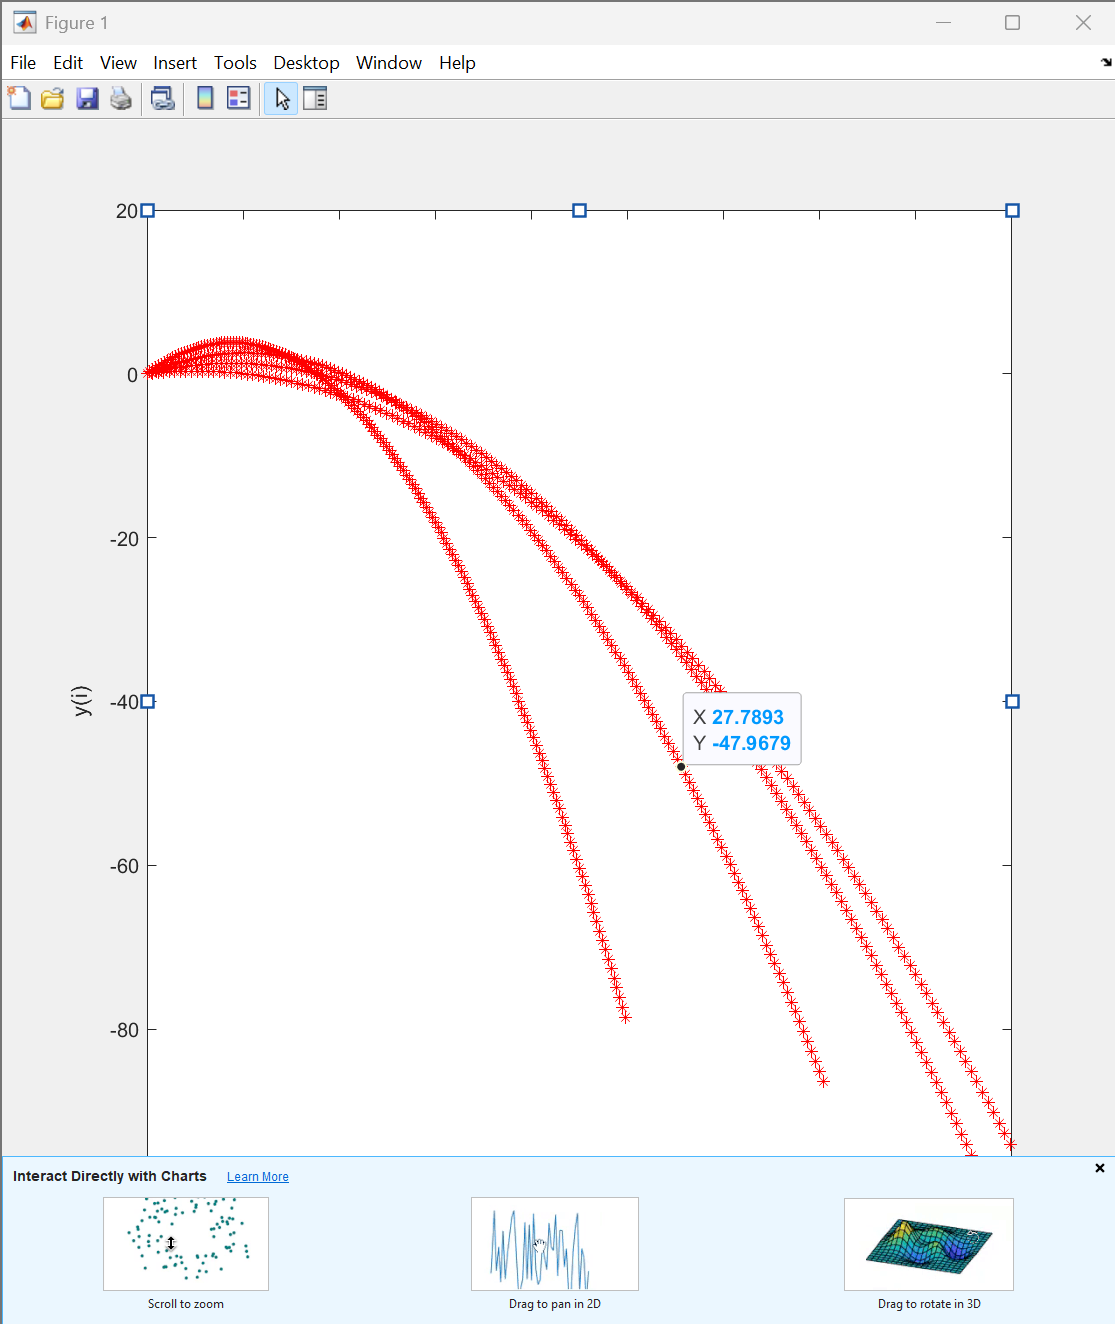 Figure 1
File Edit View Insert Tools Desktop Window Help
20
0
-20
-40
-60
-80
y(i)
X 27.7893
Y -47.9679
Interact Directly with Charts Learn More
Scroll to zoom
Drag to pan in 2D
Drag to rotate in 3D